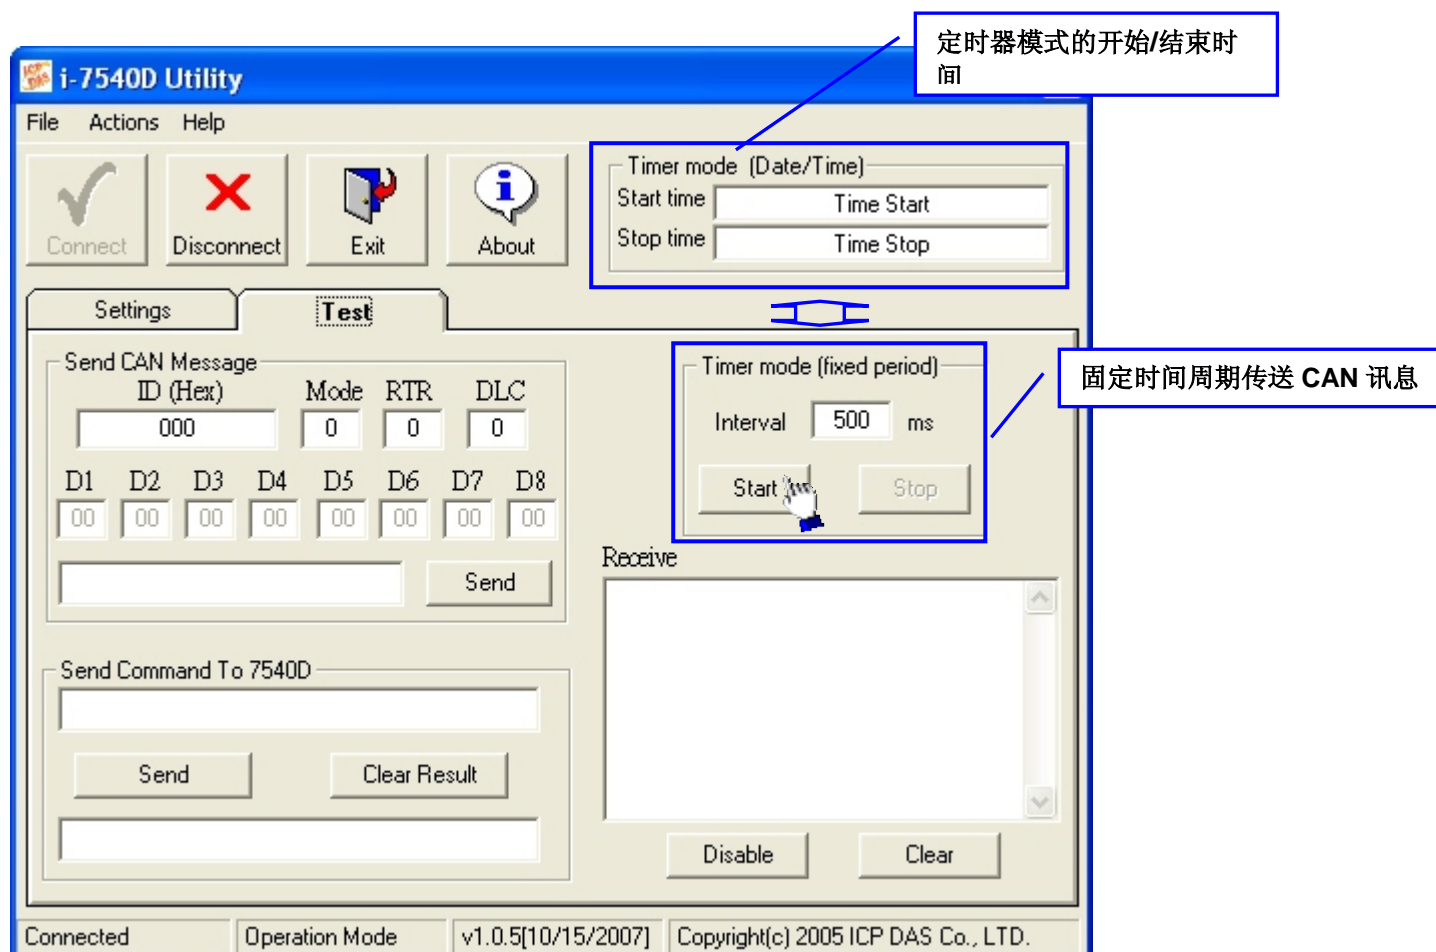 定时器模式的开始/结束时
间
ICP
DAS
i-7540D Utility
File Actions Help
Connect
Disconnect
Exit
About
Timer mode (Date/Time)
Start time
Time Start
Stop time
Time Stop
Settings
Test
Send CAN Message
ID (Hex) Mode RTR DLC
000 0 0 0
D1 D2 D3 D4 D5 D6 D7 D8
00 00 00 00 00 00 00 00
Send
Timer mode (fixed period)
Interval 500 ms
Start Stop
固定时间周期传送 CAN 讯息
Receive
Send Command To 7540D
Send Clear Result
Disable Clear
Connected Operation Mode v1.0.5[10/15/2007] Copyright(c) 2005 ICP DAS Co., LTD.